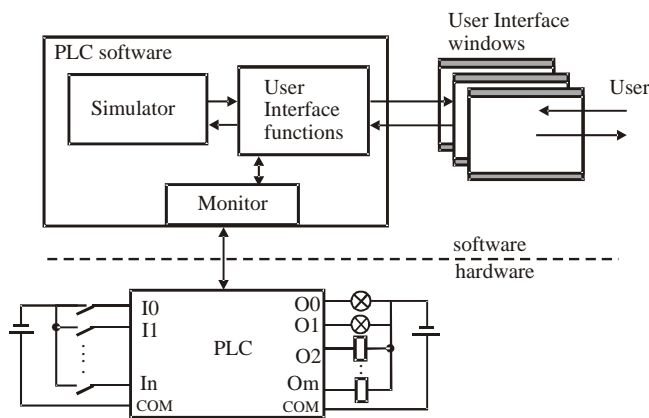 User Interface
windows
PLC software
Simulator
User
Interface
functions
User
Monitor
software
hardware
I0
I1
In
COM
PLC
O0
O1
O2
Om
COM